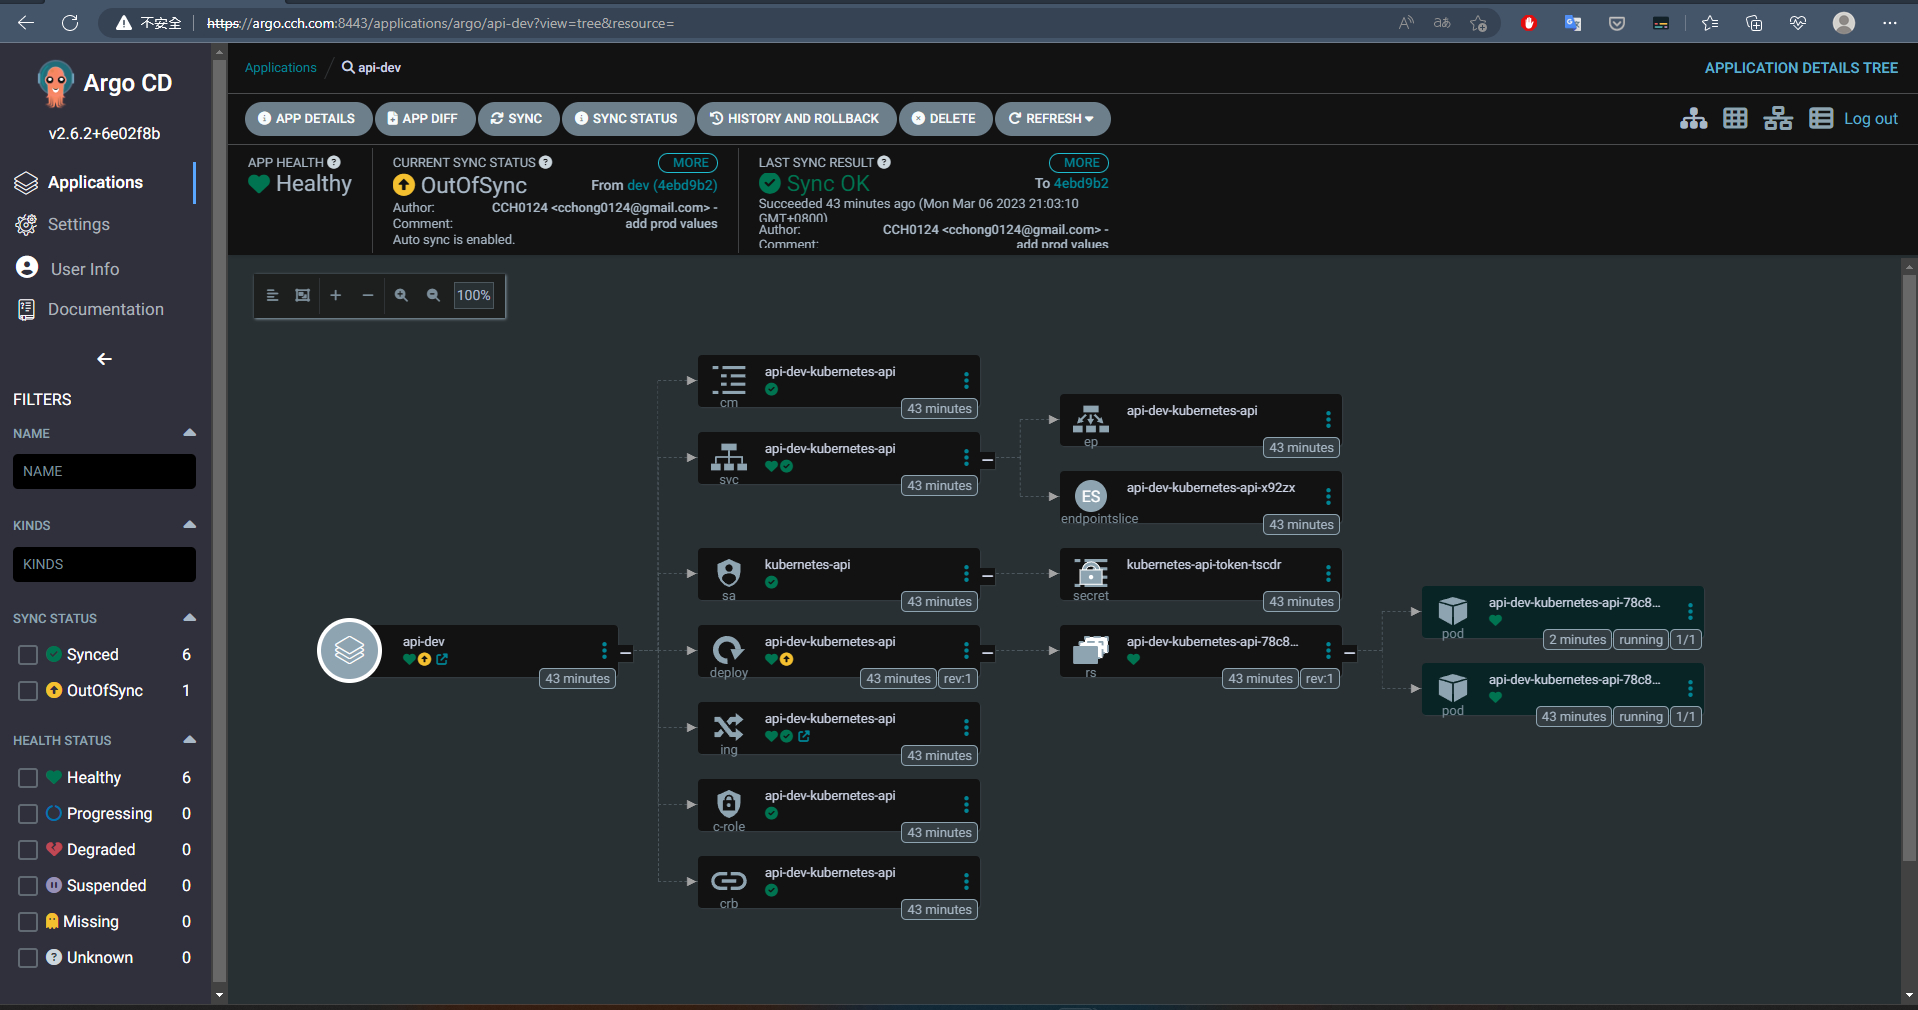 不安全
https://argo.cch.com:8443/applications/argo/api-dev?view=tree&resource=
Argo CD
v2.6.2+6e02f8b
Applications
Settings
User Info
Documentation
FILTERS
NAME
NAME
KINDS
KINDS
SYNC STATUS
Synced 6
OutOfSync 1
HEALTH STATUS
Healthy 6
Progressing 0
Degraded 0
Suspended 0
Missing 0
Unknown 0
Applications / api-dev
APPLICATION DETAILS TREE
APP DETAILS APP DIFF SYNC SYNC STATUS HISTORY AND ROLLBACK DELETE REFRESH
Log out
APP HEALTH
Healthy
CURRENT SYNC STATUS MORE
OutOfSync From dev (4ebd9b2)
Author: CCH0124 <cchong0124@gmail.com> -
Comment: add prod values
Auto sync is enabled.
LAST SYNC RESULT MORE
Sync OK To 4ebd9b2
Succeeded 43 minutes ago (Mon Mar 06 2023 21:03:10
GMT+0800)
Author: CCH0124 <cchong0124@gmail.com> -
Comment: add prod values
100%
api-dev
43 minutes
api-dev-kubernetes-api
cm
43 minutes
api-dev-kubernetes-api
svc
43 minutes
kubernetes-api
sa
43 minutes
api-dev-kubernetes-api
deploy
43 minutes rev:1
api-dev-kubernetes-api
ing
43 minutes
api-dev-kubernetes-api
c-role
43 minutes
api-dev-kubernetes-api
crb
43 minutes
api-dev-kubernetes-api
ep
43 minutes
ES
api-dev-kubernetes-api-x92zx
endpointslice
43 minutes
kubernetes-api-token-tscdr
secret
43 minutes
api-dev-kubernetes-api-78c8...
rs
43 minutes rev:1
api-dev-kubernetes-api-78c8...
pod
2 minutes running 1/1
api-dev-kubernetes-api-78c8...
pod
43 minutes running 1/1